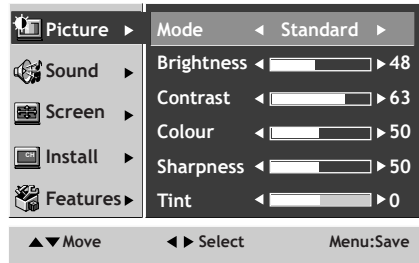 Picture
Sound
Screen
CH
Install
Features
Mode Standard
Brightness 48
Contrast 63
Colour 50
Sharpness 50
Tint 0
Move Select Menu:Save